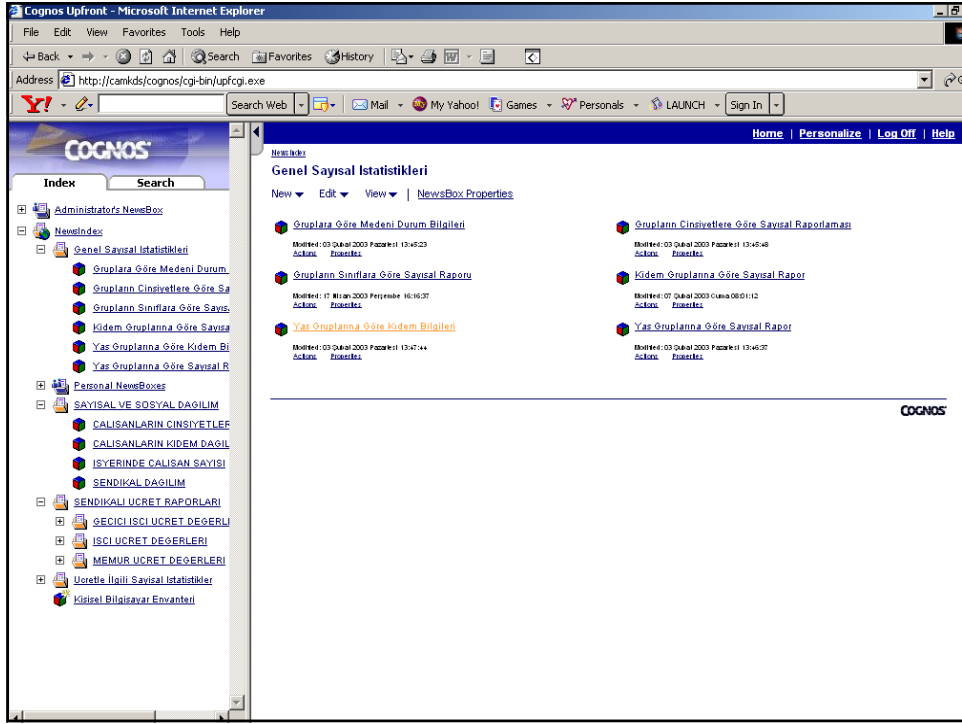 Cognos Upfront - Microsoft Internet Explorer
File Edit View Favorites Tools Help
Back Search Favorites History
Address http://camkds/cognos/cgi-bin/upfcgi.exe
Y! Search Web Mail My Yahoo! Games Personals LAUNCH Sign In
COGNOS
Index Search
Administrator's NewsBox
NewsIndex
Genel Sayısal Istatistikleri
Gruplara Göre Medeni Durum
Grupların Cinsiyetlere Göre Sa
Grupların Sınıflara Göre Sayıs
Kidem Gruplarına Göre Sayısa
Yas Gruplarına Göre Kıdem Bi
Yas Gruplarına Göre Sayısal R
Personal NewsBoxes
SAYISAL VE SOSYAL DAGILIM
CALISANLARIN CINSIYETLER
CALISANLARIN KIDEM DAGIL
ISYERINDE CALISAN SAYISI
SENDIKAL DAGILIM
SENDIKALI UCRET RAPORLARI
GECICI ISCI UCRET DEGERLI
ISCI UCRET DEGERLERI
MEMUR UCRET DEGERLERI
Ucretle İlgili Sayisal Istatistikler
Kisisel Bilgisayar Envanteri
Home | Personalize | Log Off | Help
NewsIndex
Genel Sayısal Istatistikleri
New Edit View | NewsBox Properties
Gruplara Göre Medeni Durum Bilgileri
Modified: 03 Şubat 2003 Pazartesi 13:45:23
Actions Properties
Grupların Cinsiyetlere Göre Sayısal Raporlaması
Modified: 03 Şubat 2003 Pazartesi 13:45:48
Actions Properties
Grupların Sınıflara Göre Sayısal Raporu
Modified: 17 Nisan 2003 Perşembe 16:16:37
Actions Properties
Kidem Gruplarına Göre Sayısal Rapor
Modified: 07 Şubat 2003 Cuma 08:01:12
Actions Properties
Yas Gruplarına Göre Kıdem Bilgileri
Modified: 03 Şubat 2003 Pazartesi 13:47:44
Actions Properties
Yas Gruplarına Göre Sayısal Rapor
Modified: 03 Şubat 2003 Pazartesi 13:46:37
Actions Properties
COGNOS